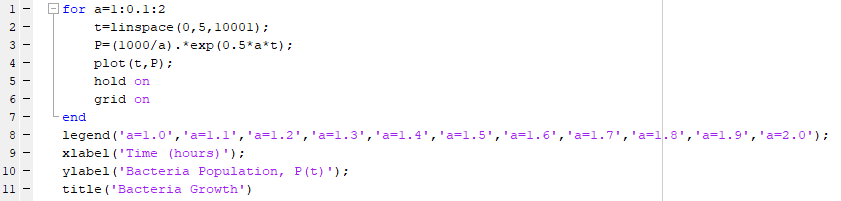 1 - for a=1:0.1:2
2 - t=linspace(0,5,10001);
3 - P=(1000/a).*exp(0.5*a*t);
4 - plot(t,P);
5 - hold on
6 - grid on
7 - end
8 - legend('a=1.0','a=1.1','a=1.2','a=1.3','a=1.4','a=1.5','a=1.6','a=1.7','a=1.8','a=1.9','a=2.0');
9 - xlabel('Time (hours)');
10 - ylabel('Bacteria Population, P(t)');
11 - title('Bacteria Growth')